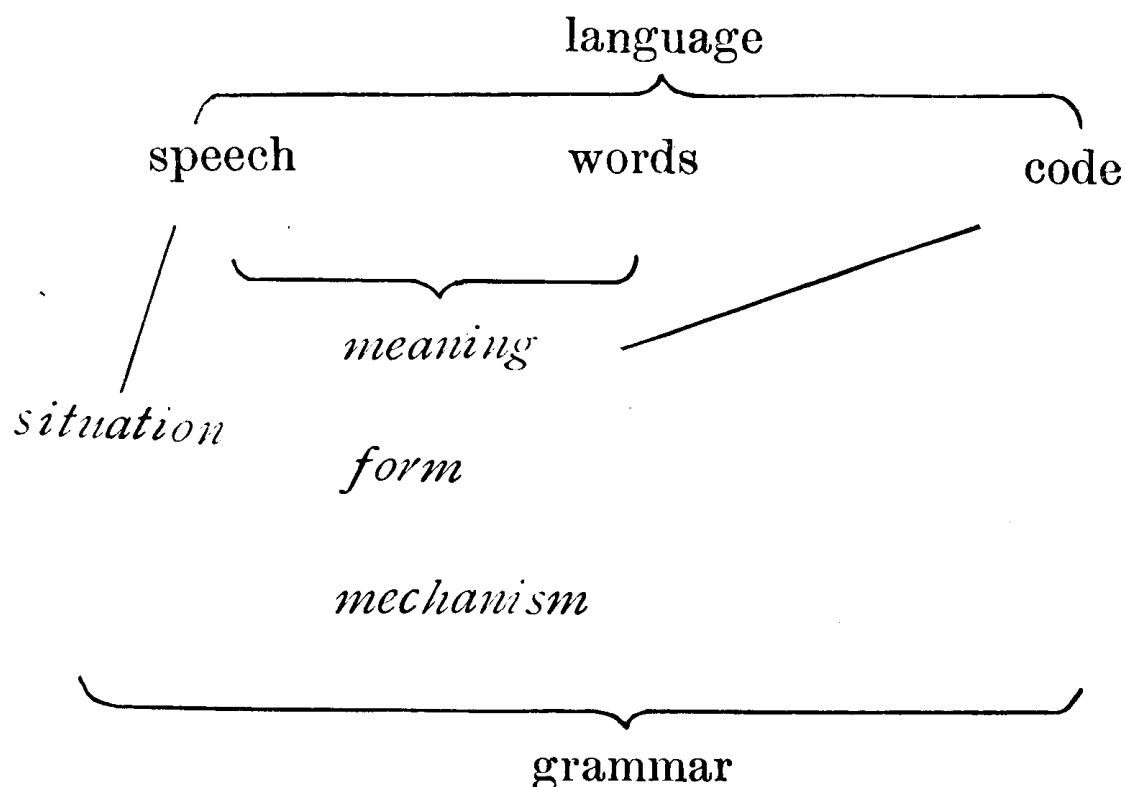 language
speech words code
meaning
situation
form
mechanism
grammar